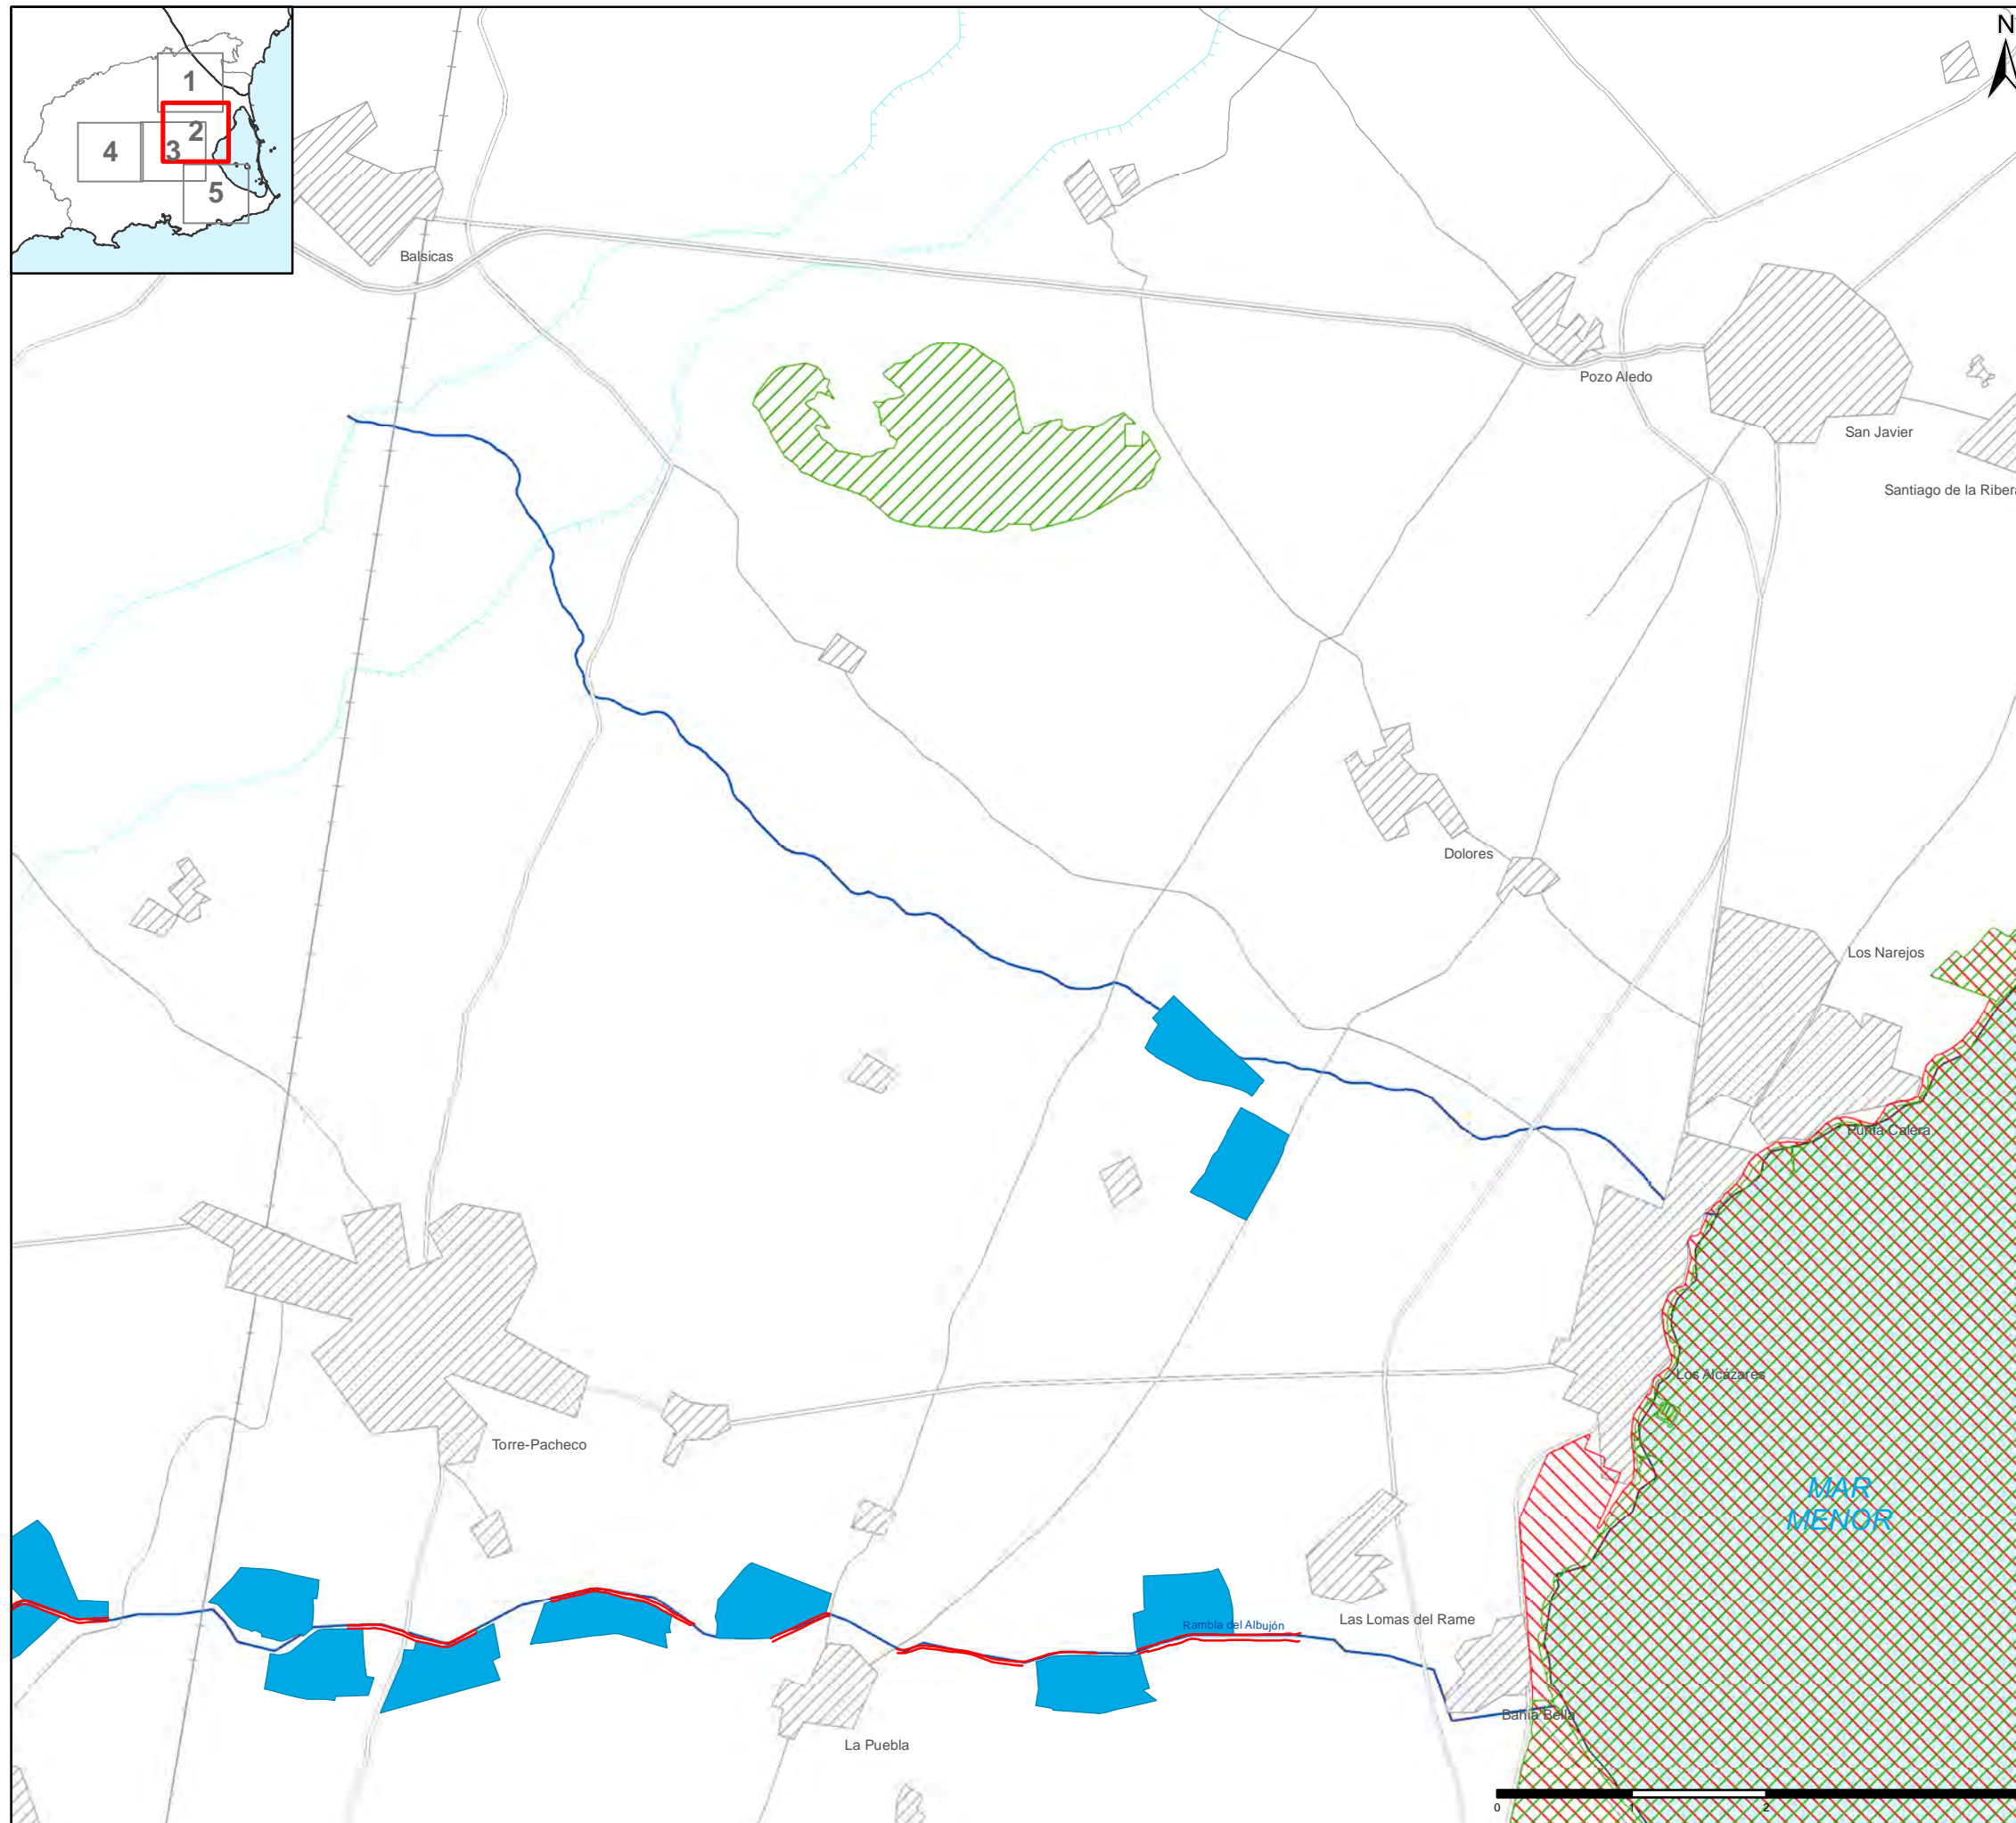 N
1
2
4
3
5
Balsicas
Pozo Aledo
San Javier
Santiago de la Ribera
Dolores
Los Narejos
Punta Calera
Los Alcázares
Torre-Pacheco
MAR
MENOR
Rambla del Albujón
Las Lomas del Rame
Bahía Bella
La Puebla
0
1
2